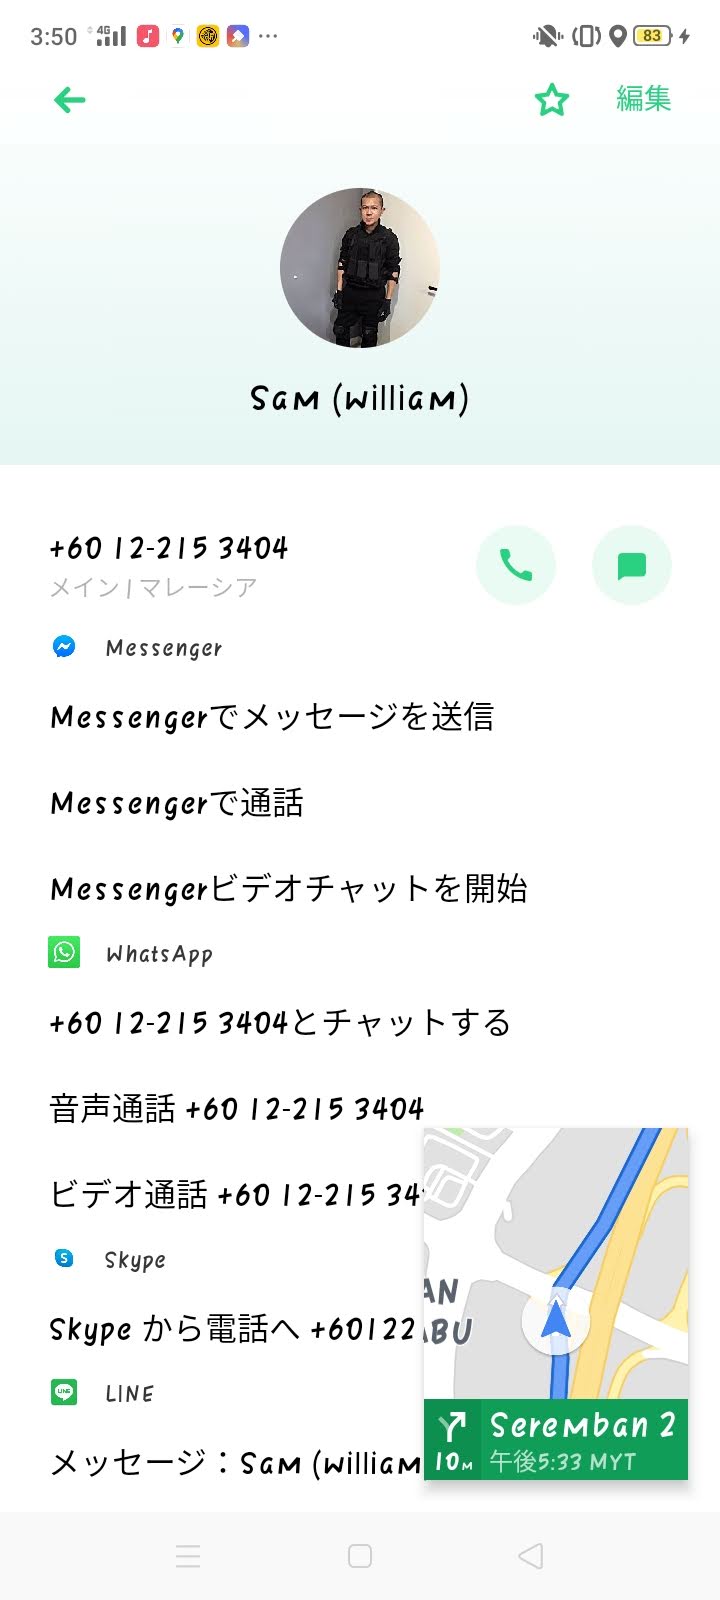 3:50 4G 83
編集
Sam (william)
+60 12-215 3404
メイン | マレーシア
Messenger
Messengerでメッセージを送信
Messengerで通話
Messengerビデオチャットを開始
WhatsApp
+60 12-215 3404とチャットする
音声通話 +60 12-215 3404
ビデオ通話 +60 12-215 34
Skype
Skype から電話へ +60122
AN
ABU
LINE
LINE
Seremban 2
10M 午後5:33 MYT
メッセージ：Sam (william